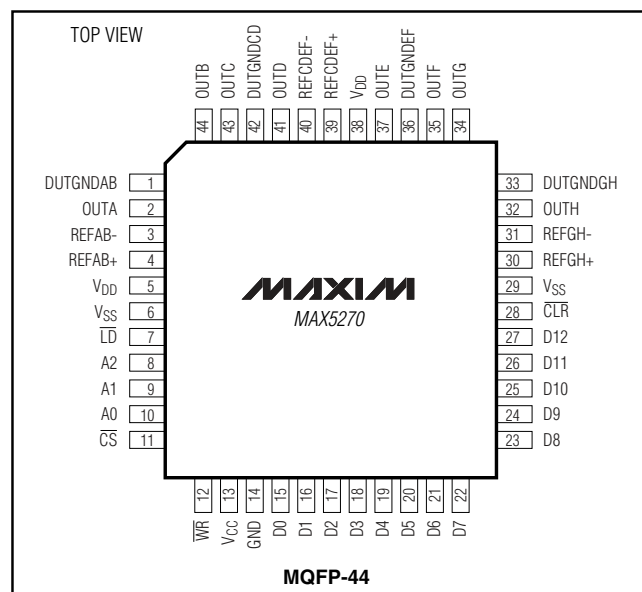 TOP VIEW
44 OUTB
43 OUTC
42 DUTGNDCD
41 OUTD
40 REFCDEF-
39 REFCDEF+
38 VDD
37 OUTE
36 DUTGNDEF
35 OUTF
34 OUTG
DUTGNDAB 1
OUTA 2
REFAB- 3
REFAB+ 4
VDD 5
VSS 6
L̅D̅ 7
A2 8
A1 9
A0 10
C̅S̅ 11
MAXIM
MAX5270
33 DUTGNDGH
32 OUTH
31 REFGH-
30 REFGH+
29 VSS
28 C̅L̅R̅
27 D12
26 D11
25 D10
24 D9
23 D8
12 W̅R̅
13 VCC
14 GND
15 D0
16 D1
17 D2
18 D3
19 D4
20 D5
21 D6
22 D7
MQFP-44